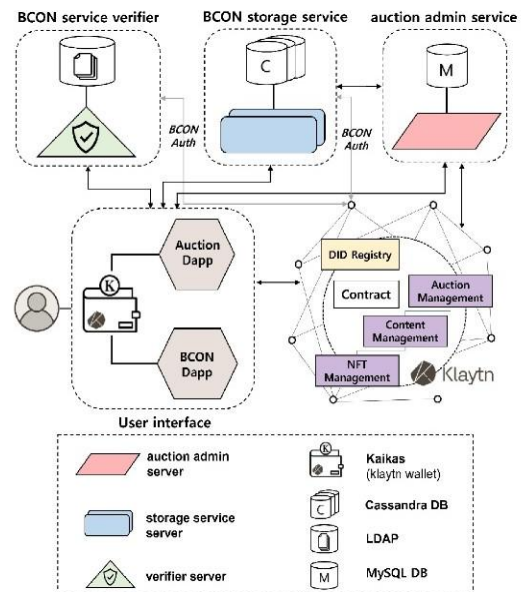 BCON service verifier
BCON storage service
auction admin service
C
M
BCON
Auth
BCON
Auth
Auction
Dapp
K
BCON
Dapp
User interface
DID Registry
Contract
Auction
Management
Content
Management
NFT
Management
Klaytn
auction admin
server
storage service
server
verifier server
K
Kaikas
(klaytn wallet)
C
Cassandra DB
LDAP
M
MySQL DB